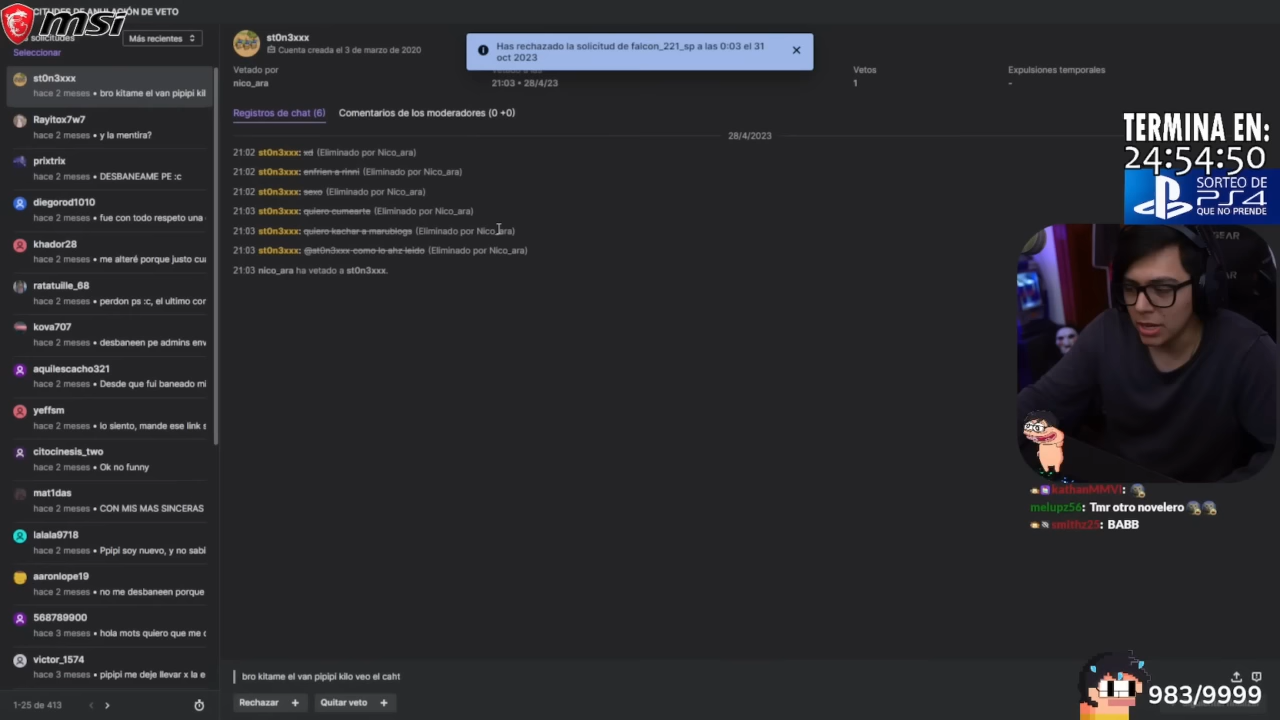 CITUDES DE ANULACIÓN DE VETO
msi
solicitudes
Más recientes
Seleccionar
st0n3xxx
hace 2 meses • bro kitame el van pipipi kil
Rayitox7w7
hace 2 meses • y la mentira?
prixtrix
hace 2 meses • DESBANEAME PE :c
diegorod1010
hace 2 meses • fue con todo respeto una
khador28
hace 2 meses • me alteré porque justo cua
ratatuille_68
hace 2 meses • perdon ps :c, el ultimo cor
kova707
hace 2 meses • desbaneen pe admins env
aquilescacho321
hace 2 meses • Desde que fui baneado mi
yeffsm
hace 2 meses • lo siento, mande ese link s
citocinesis_two
hace 2 meses • Ok no funny
mat1das
hace 2 meses • CON MIS MAS SINCERAS
lalala9718
hace 2 meses • Ppipi soy nuevo, y no sabi
aaronlope19
hace 2 meses • no me desbaneen porque
568789900
hace 3 meses • hola mots quiero que me c
victor_1574
hace 3 meses • pipipi me deje llevar x la e
1-25 de 413
st0n3xxx
Cuenta creada el 3 de marzo de 2020
Has rechazado la solicitud de falcon_221_sp a las 0:03 el 31
oct 2023
Vetado por
nico_ara
21:03 • 28/4/23
Vetos
1
Expulsiones temporales
-
Registros de chat (6)
Comentarios de los moderadores (0 +0)
28/4/2023
21:02 st0n3xxx: xd (Eliminado por Nico_ara)
21:02 st0n3xxx: enfrien a rinni (Eliminado por Nico_ara)
21:02 st0n3xxx: sexo (Eliminado por Nico_ara)
21:03 st0n3xxx: quiero cumearte (Eliminado por Nico_ara)
21:03 st0n3xxx: quiero kachar a marublogs (Eliminado por Nico_ara)
21:03 st0n3xxx: @st0n3xxx como lo ahz leido (Eliminado por Nico_ara)
21:03 nico_ara ha vetado a st0n3xxx.
bro kitame el van pipipi kilo veo el caht
Rechazar +
Quitar veto +
TERMINA EN:
24:54:50
SORTEO DE
PS4
QUE NO PRENDE
GEAR
kathanMMVI:
melupz56: Tmr otro novelero
smithz25: BABB
983/9999